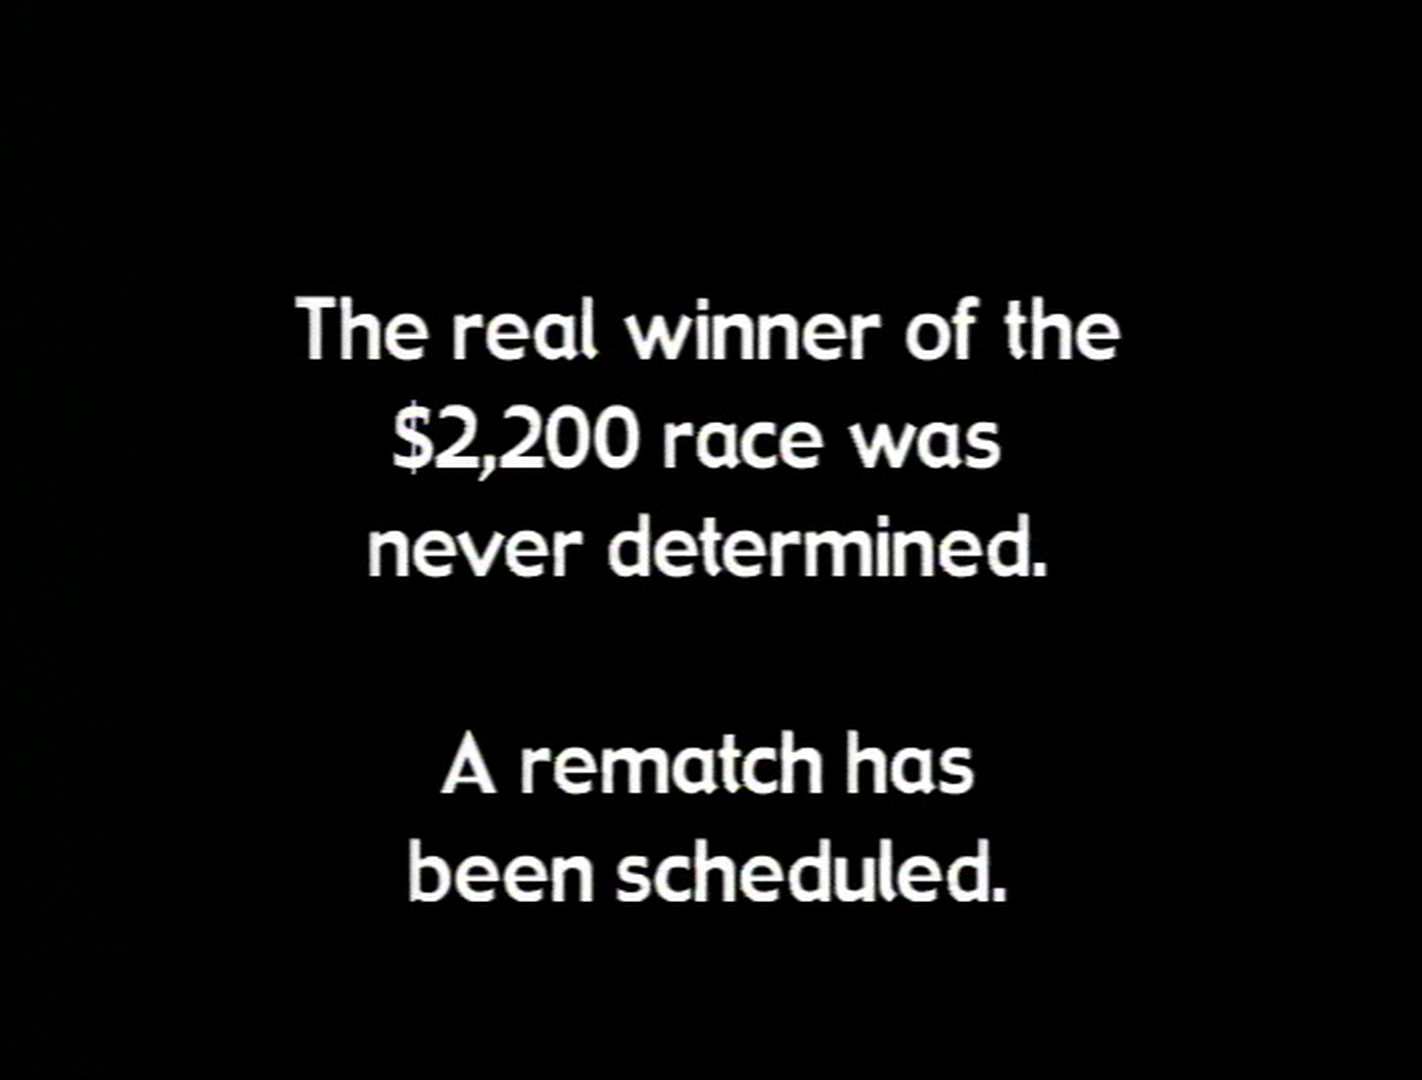 The real winner of the
$2,200 race was
never determined.
A rematch has
been scheduled.